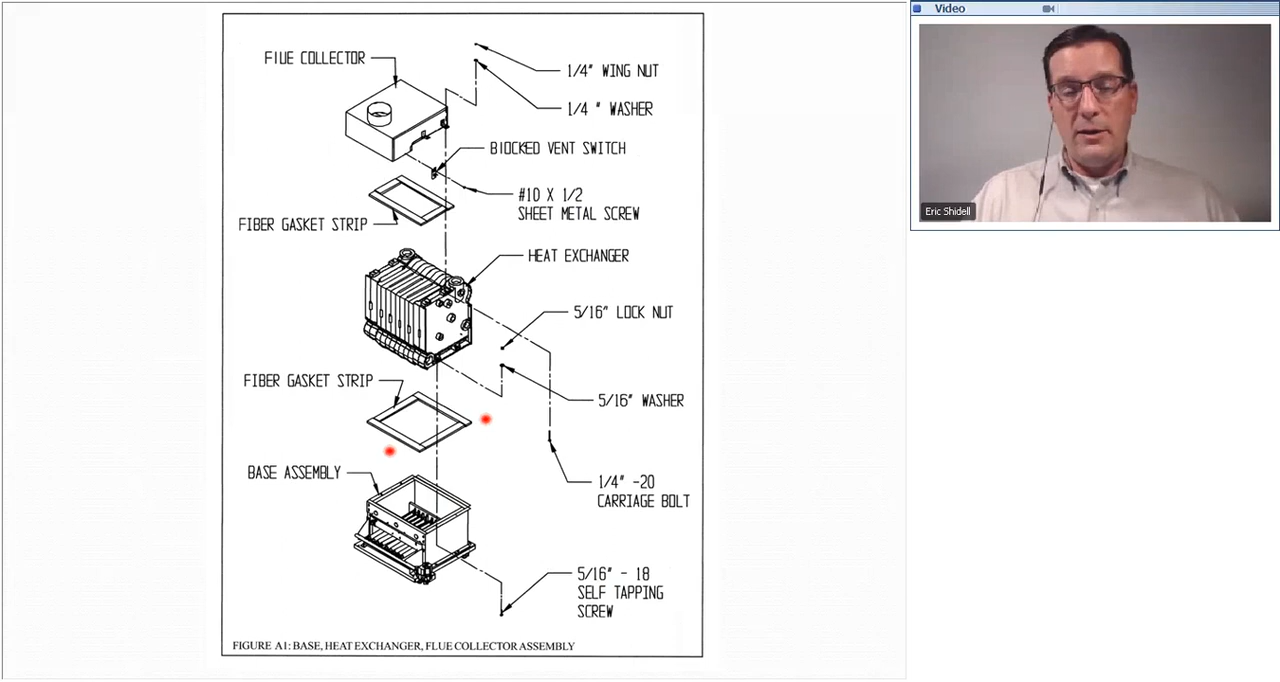 Video
FlUE COLLECTOR
1/4" WING NUT
1/4 " WASHER
BlOCKED VENT SWITCH
#10 X 1/2
SHEET METAL SCREW
FIBER GASKET STRIP
HEAT EXCHANGER
5/16" LOCK NUT
FIBER GASKET STRIP
5/16" WASHER
BASE ASSEMBLY
1/4" -20
CARRIAGE BOLT
5/16" - 18
SELF TAPPING
SCREW
FIGURE A1: BASE, HEAT EXCHANGER, FLUE COLLECTOR ASSEMBLY
Eric Shidell